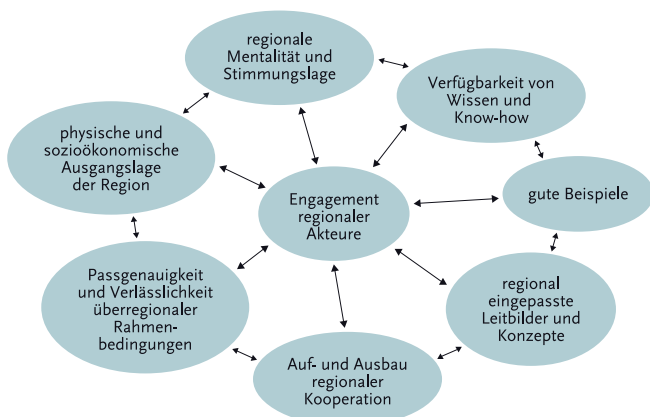 regionale
Mentalität und
Stimmungslage
Verfügbarkeit von
Wissen und
Know-how
physische und
sozioökonomische
Ausgangslage
der Region
gute Beispiele
Engagement
regionaler
Akteure
Passgenauigkeit
und Verlässlichkeit
überregionaler
Rahmen-
bedingungen
regional
eingepasste
Leitbilder und
Konzepte
Auf- und Ausbau
regionaler
Kooperation